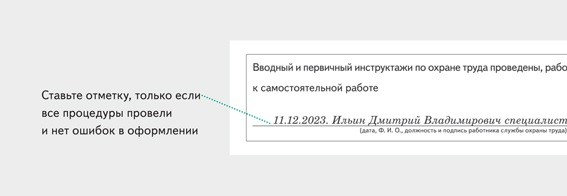 Вводный и первичный инструктажи по охране труда проведены,
к самостоятельной работе
Ставьте отметку, только если
все процедуры провели
и нет ошибок в оформлении
11.12.2023. Ильин Дмитрий Владимирович специалист
(дата, Ф. И. О., должность и подпись работника службы охраны труда)